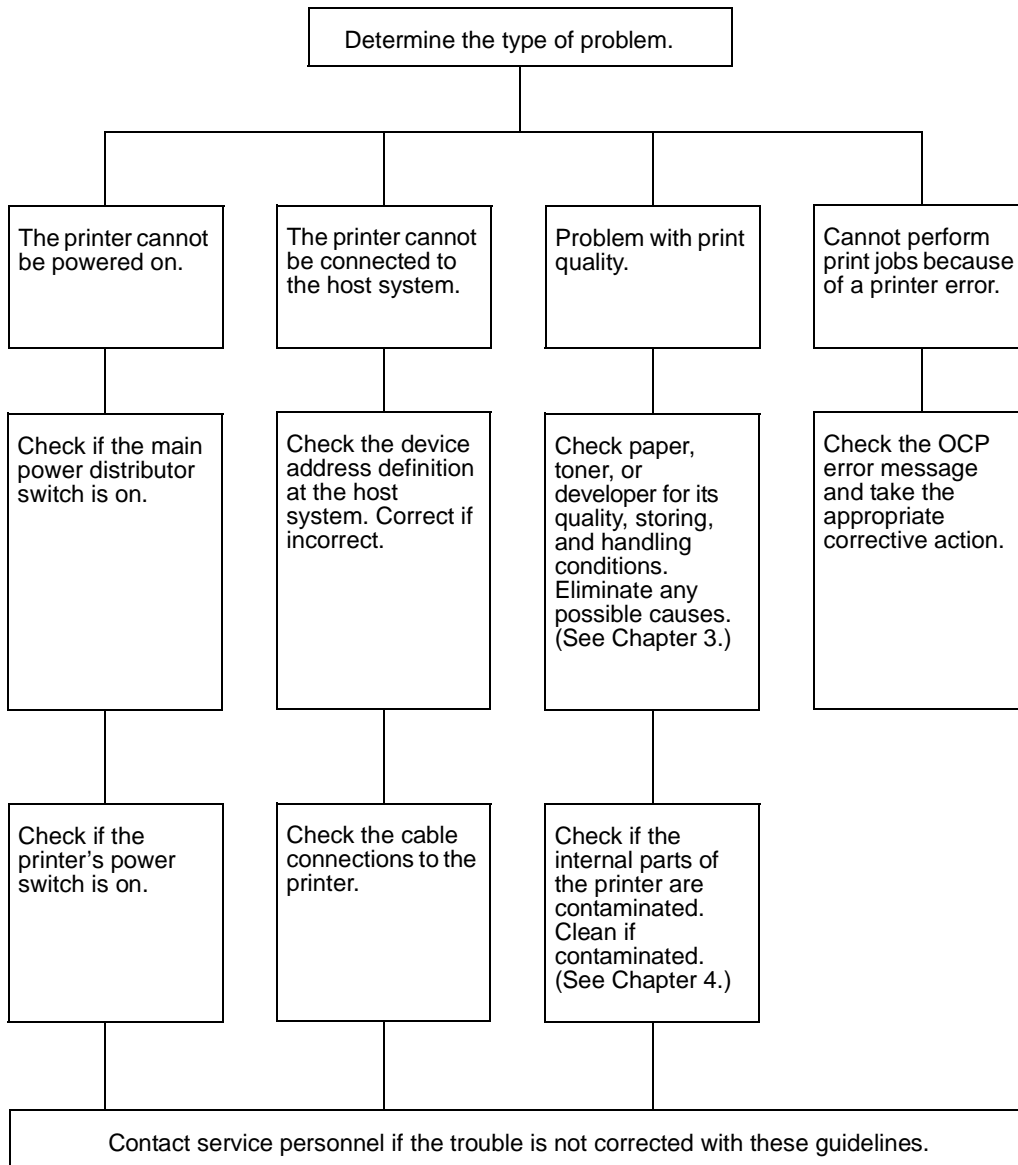 Determine the type of problem.
The printer cannot
be powered on.
The printer cannot
be connected to
the host system.
Problem with print
quality.
Cannot perform
print jobs because
of a printer error.
Check if the main
power distributor
switch is on.
Check the device
address definition
at the host
system. Correct if
incorrect.
Check paper,
toner, or
developer for its
quality, storing,
and handling
conditions.
Eliminate any
possible causes.
(See Chapter 3.)
Check the OCP
error message
and take the
appropriate
corrective action.
Check if the
printer’s power
switch is on.
Check the cable
connections to the
printer.
Check if the
internal parts of
the printer are
contaminated.
Clean if
contaminated.
(See Chapter 4.)
Contact service personnel if the trouble is not corrected with these guidelines.